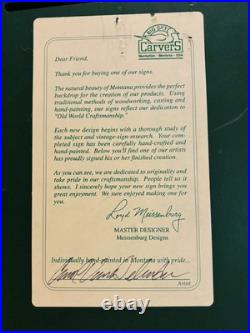 CARVERS
Manhattan - Montana - USA
Dear Friend,
Thank you for buying one of our signs.
The natural beauty of Montana provides a perfect
backdrop for the creation of our products. Using
traditional methods of woodworking, casting and
hand-painting, our signs reflect our dedication to
"Old World Craftsmanship."
Each new design begins with a thorough study of
the subject and vintage-sign research. Your com-
pleted sign has been carefully hand-crafted and
hand-painted. Below you'll find one of our artists has
proudly signed his or her finished creation.
As you can see, we are dedicated to originality and
take pride in our craftsmanship. People tell us it
shows. I sincerely hope your new sign brings you
great enjoyment. We sure enjoyed making one for
you.
Loyd Meissenburg
MASTER DESIGNER
Meissenburg Designs
Individually hand-painted in Montana with pride...
Artist